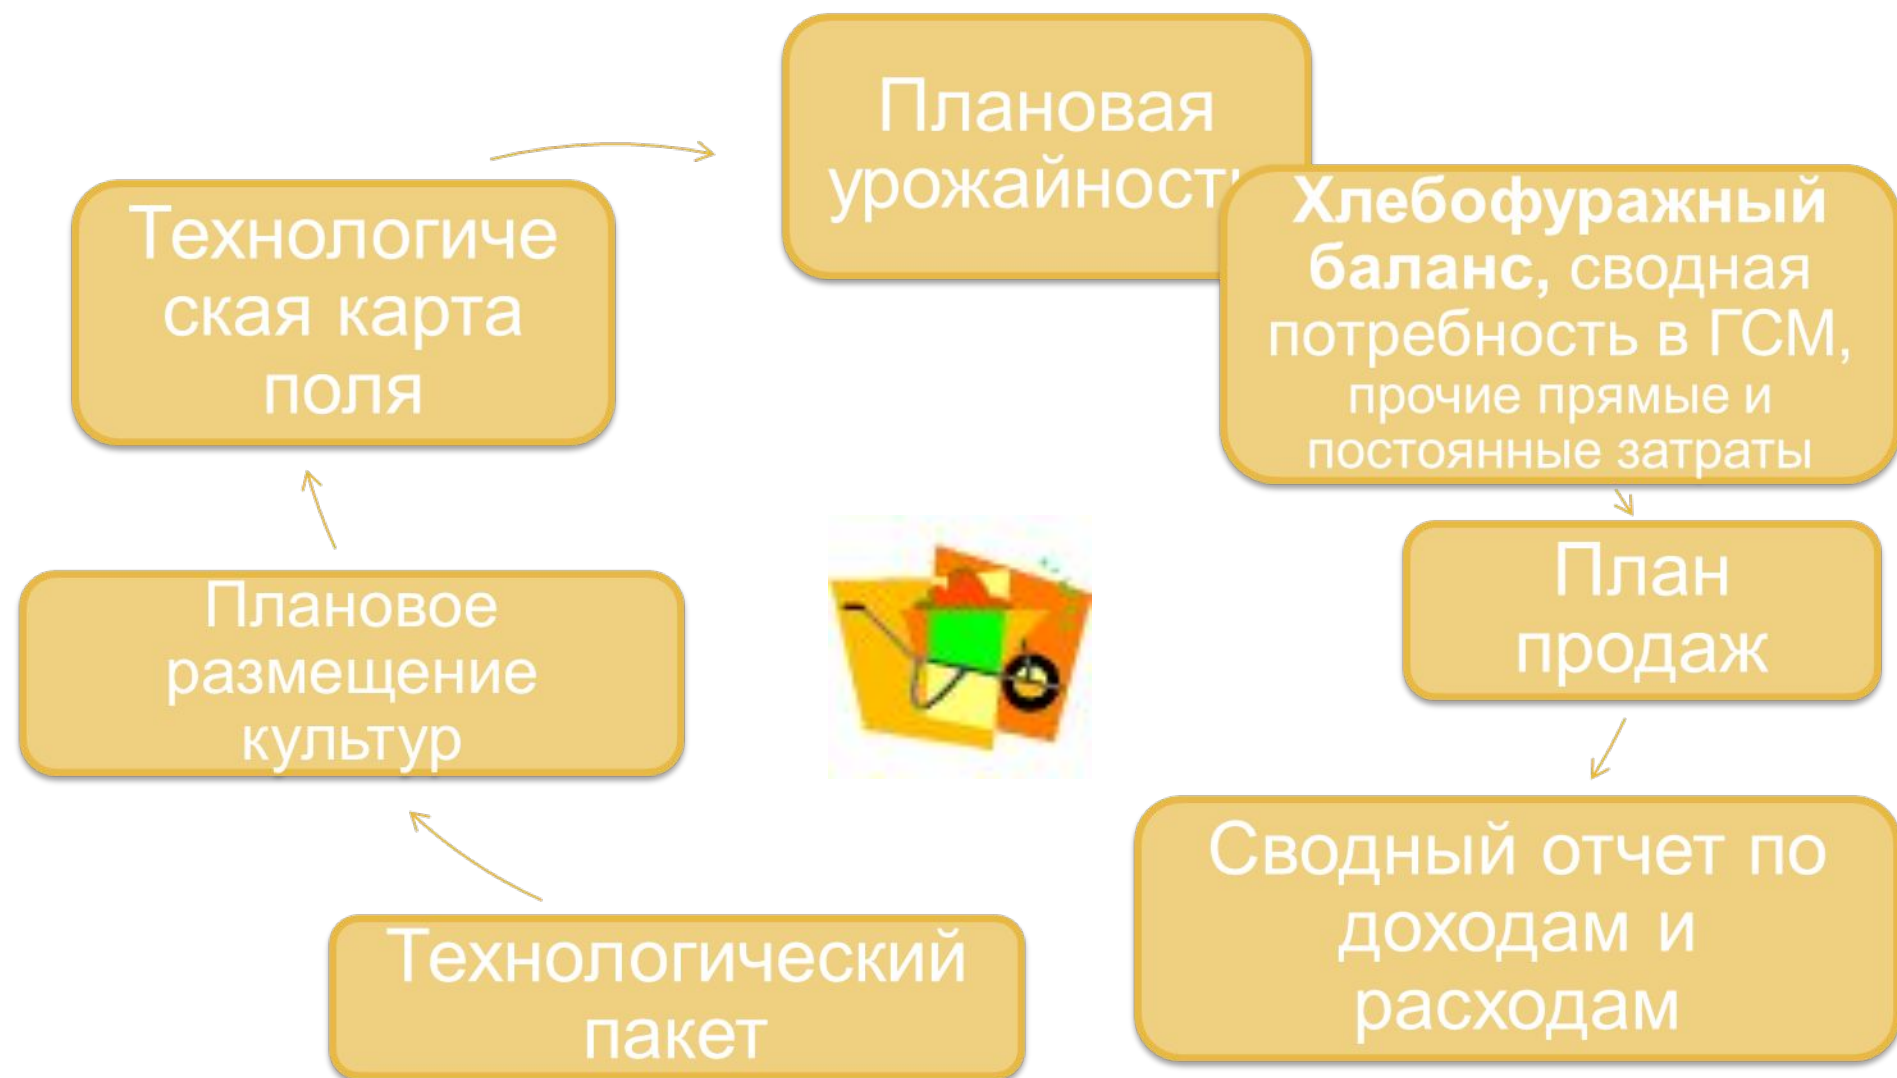 Плановая
урожайность
Хлебофуражный
баланс, сводная
потребность в ГСМ,
прочие прямые и
постоянные затраты
Технологиче
ская карта
поля
План
продаж
Плановое
размещение
культур
Сводный отчет по
доходам и
расходам
Технологический
пакет